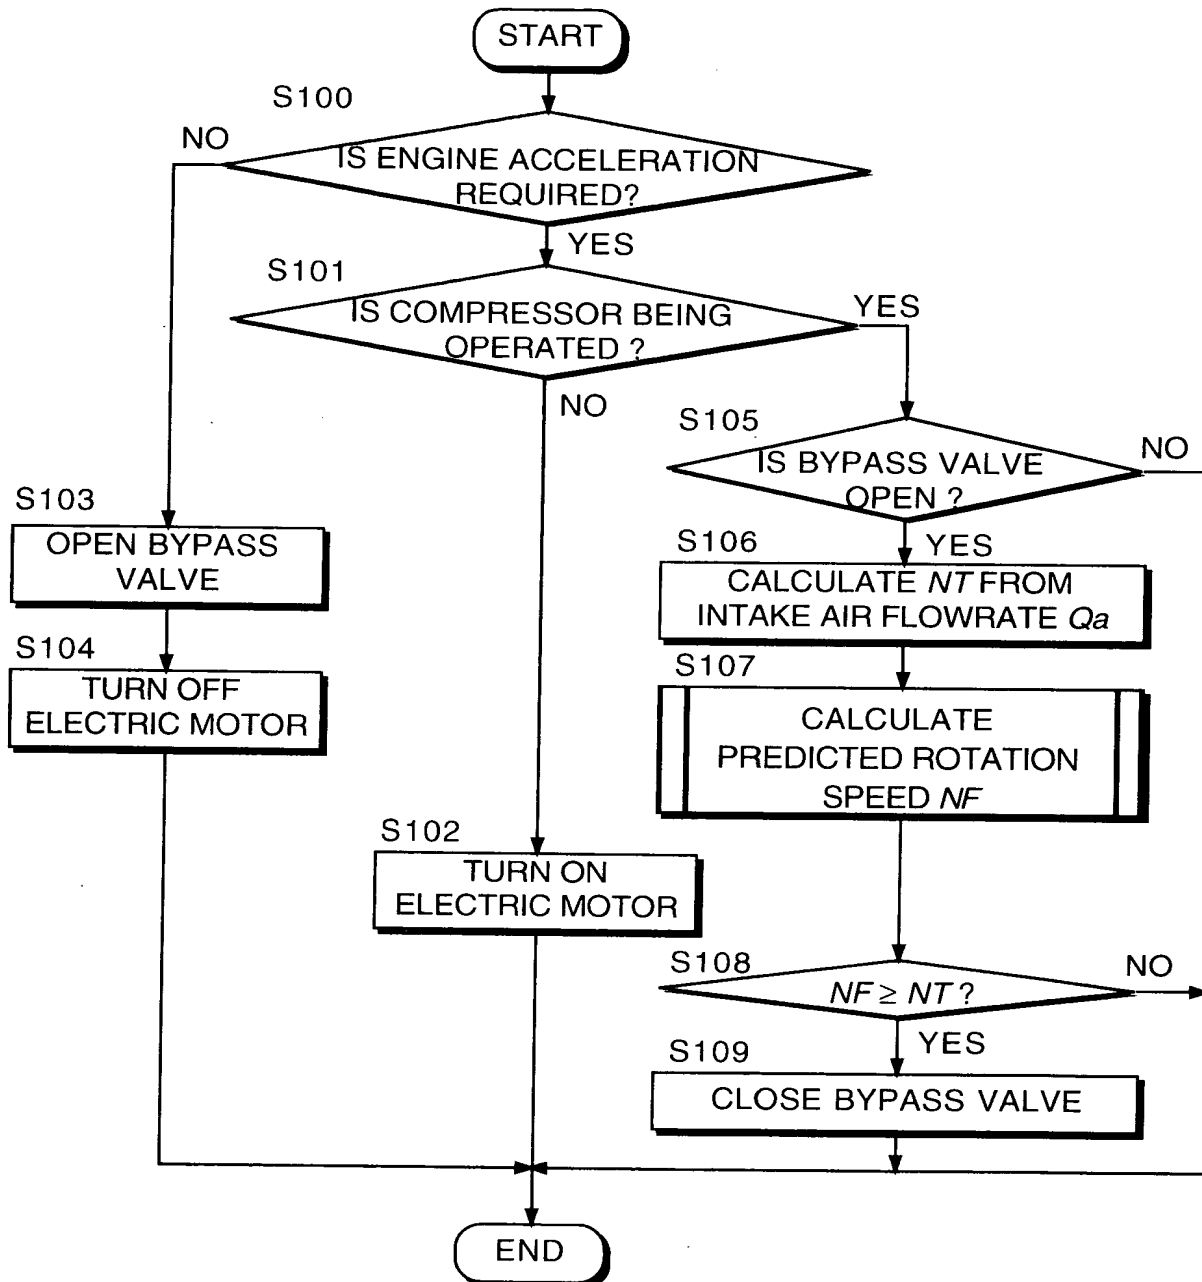 START
S100
NO
IS ENGINE ACCELERATION
REQUIRED?
YES
S101
IS COMPRESSOR BEING
OPERATED ?
YES
NO
S105
NO
IS BYPASS VALVE
OPEN ?
YES
S103
OPEN BYPASS
VALVE
S106
CALCULATE NT FROM
INTAKE AIR FLOWRATE Qa
S104
TURN OFF
ELECTRIC MOTOR
S107
CALCULATE
PREDICTED ROTATION
SPEED NF
S102
TURN ON
ELECTRIC MOTOR
S108
NO
NF ≥ NT ?
YES
S109
CLOSE BYPASS VALVE
END